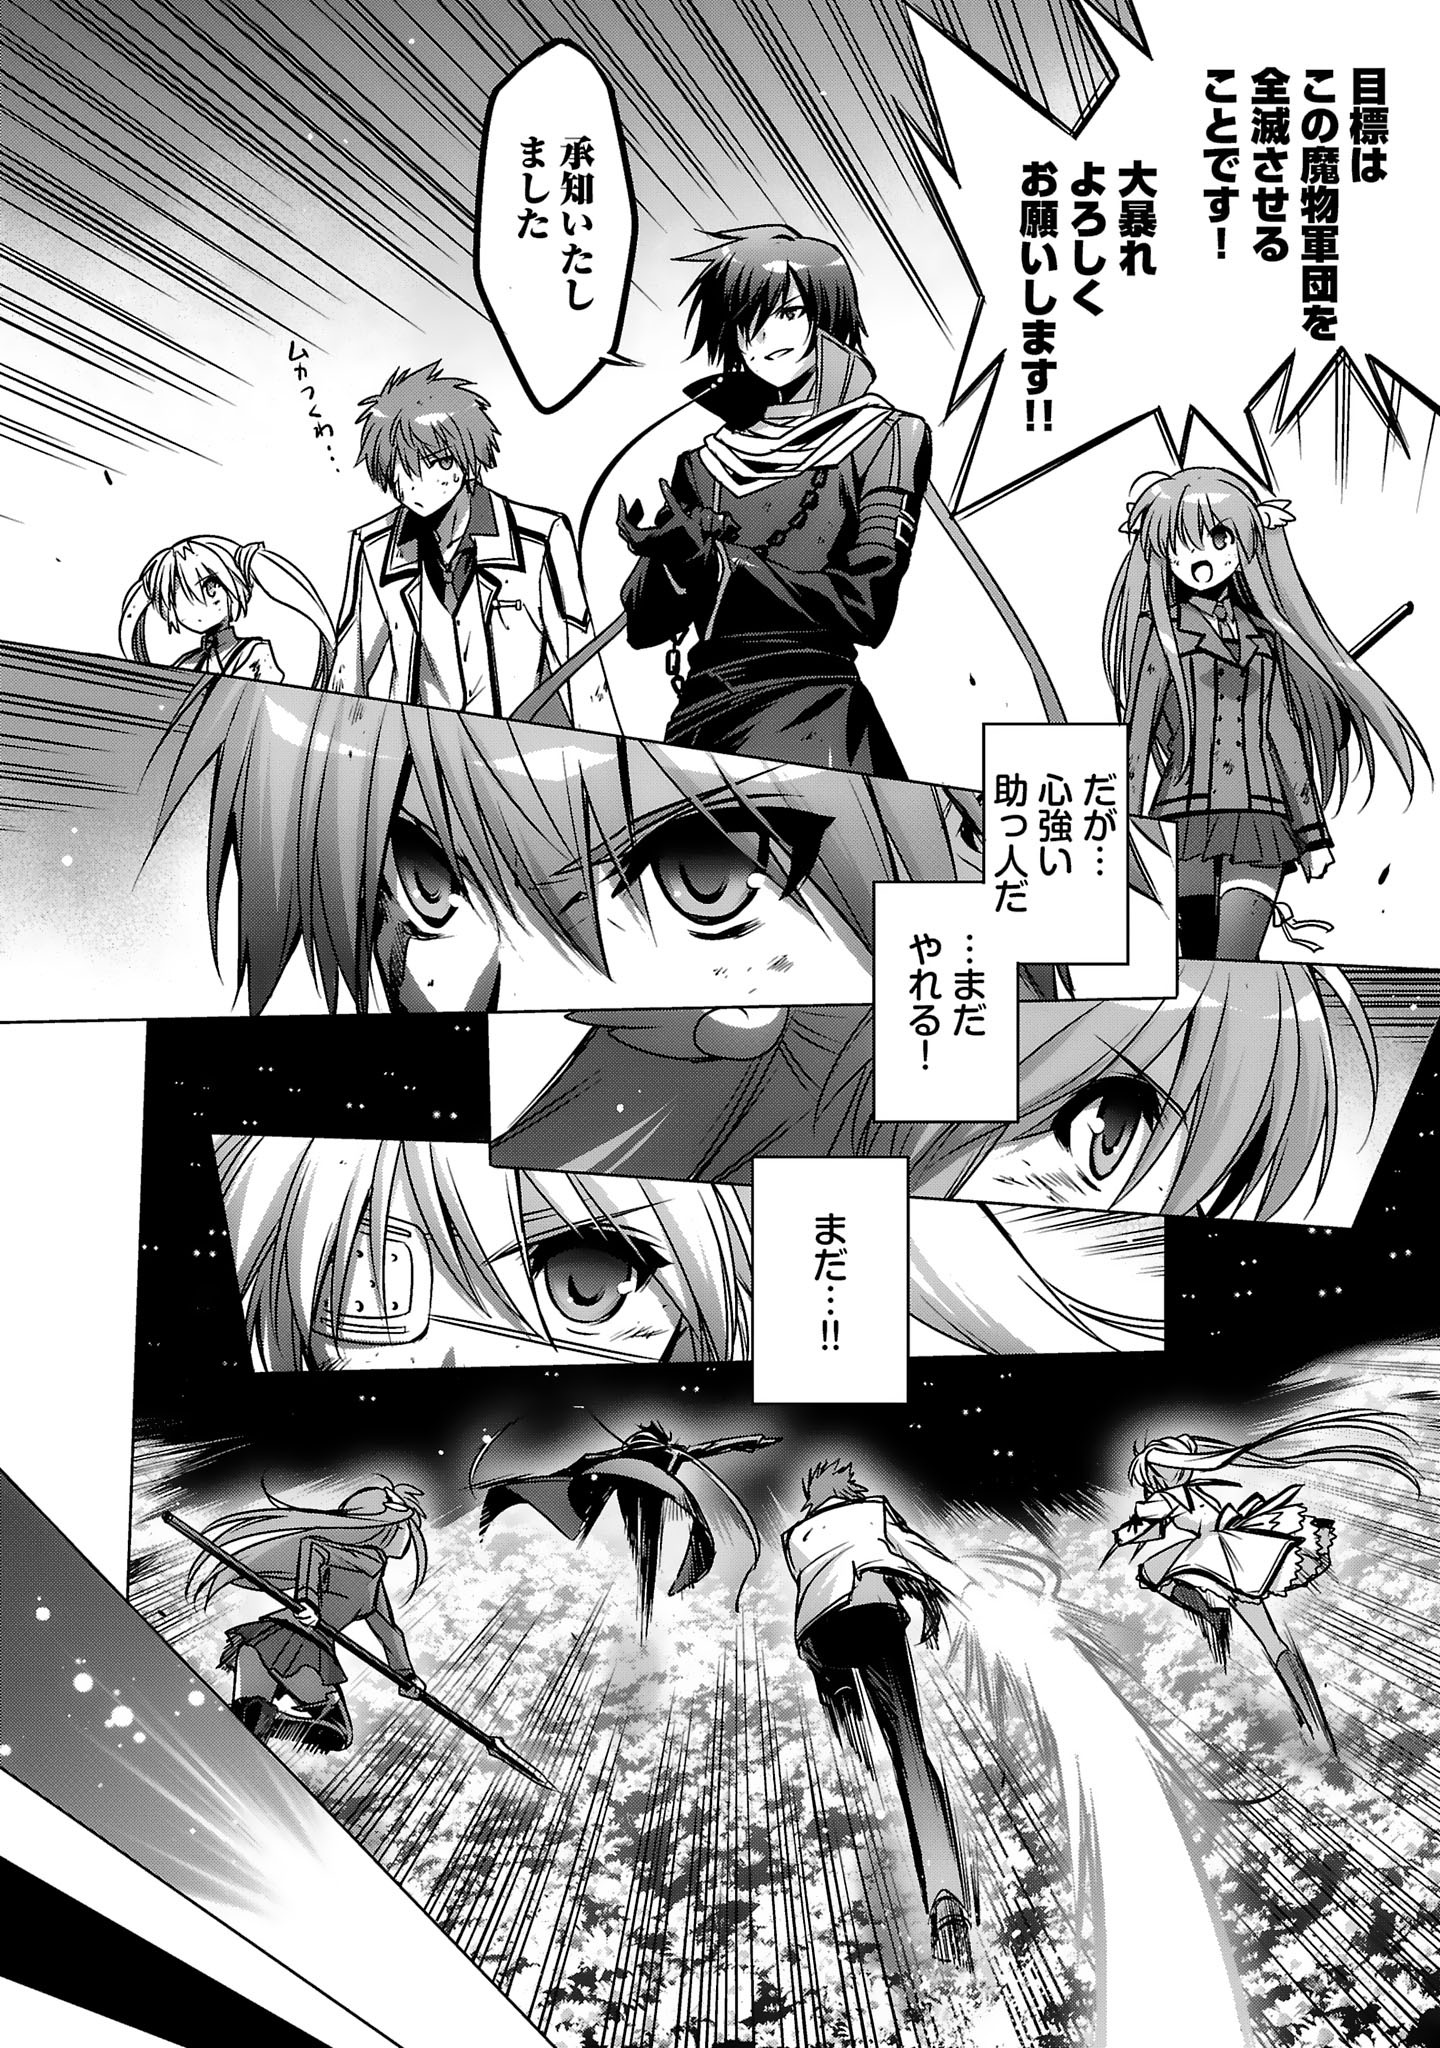 目標は
この魔物軍団を
全滅させる
ことです！
大暴れ
よろしく
お願いします!!
承知いたし
ました
ムカつくわ…
だが…
心強い
助っ人だ
…まだ
やれる！
まだ…!!